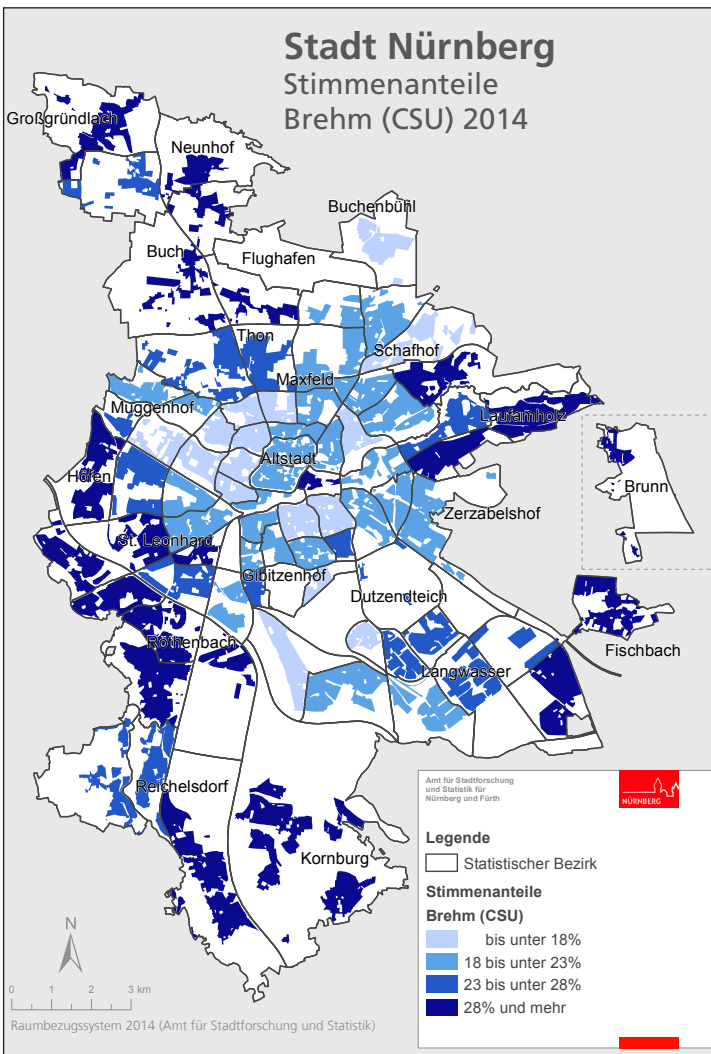 Stadt Nürnberg
Stimmenanteile
Brehm (CSU) 2014
Großgründlach
Neunhof
Buchenbühl
Buch
Flughafen
Thon
Schafhof
Maxfeld
Muggenhof
Laufamholz
Altstadt
Höfen
Brunn
Zerzabelshof
St. Leonhard
Gibitzenhof
Dutzendteich
Röthenbach
Fischbach
Langwasser
Reichelsdorf
Kornburg
Amt für Stadtforschung
und Statistik für
Nürnberg und Fürth
NÜRNBERG
Legende
Statistischer Bezirk
Stimmenanteile
Brehm (CSU)
bis unter 18%
18 bis unter 23%
23 bis unter 28%
28% und mehr
N
0 1 2 3 km
Raumbezugssystem 2014 (Amt für Stadtforschung und Statistik)